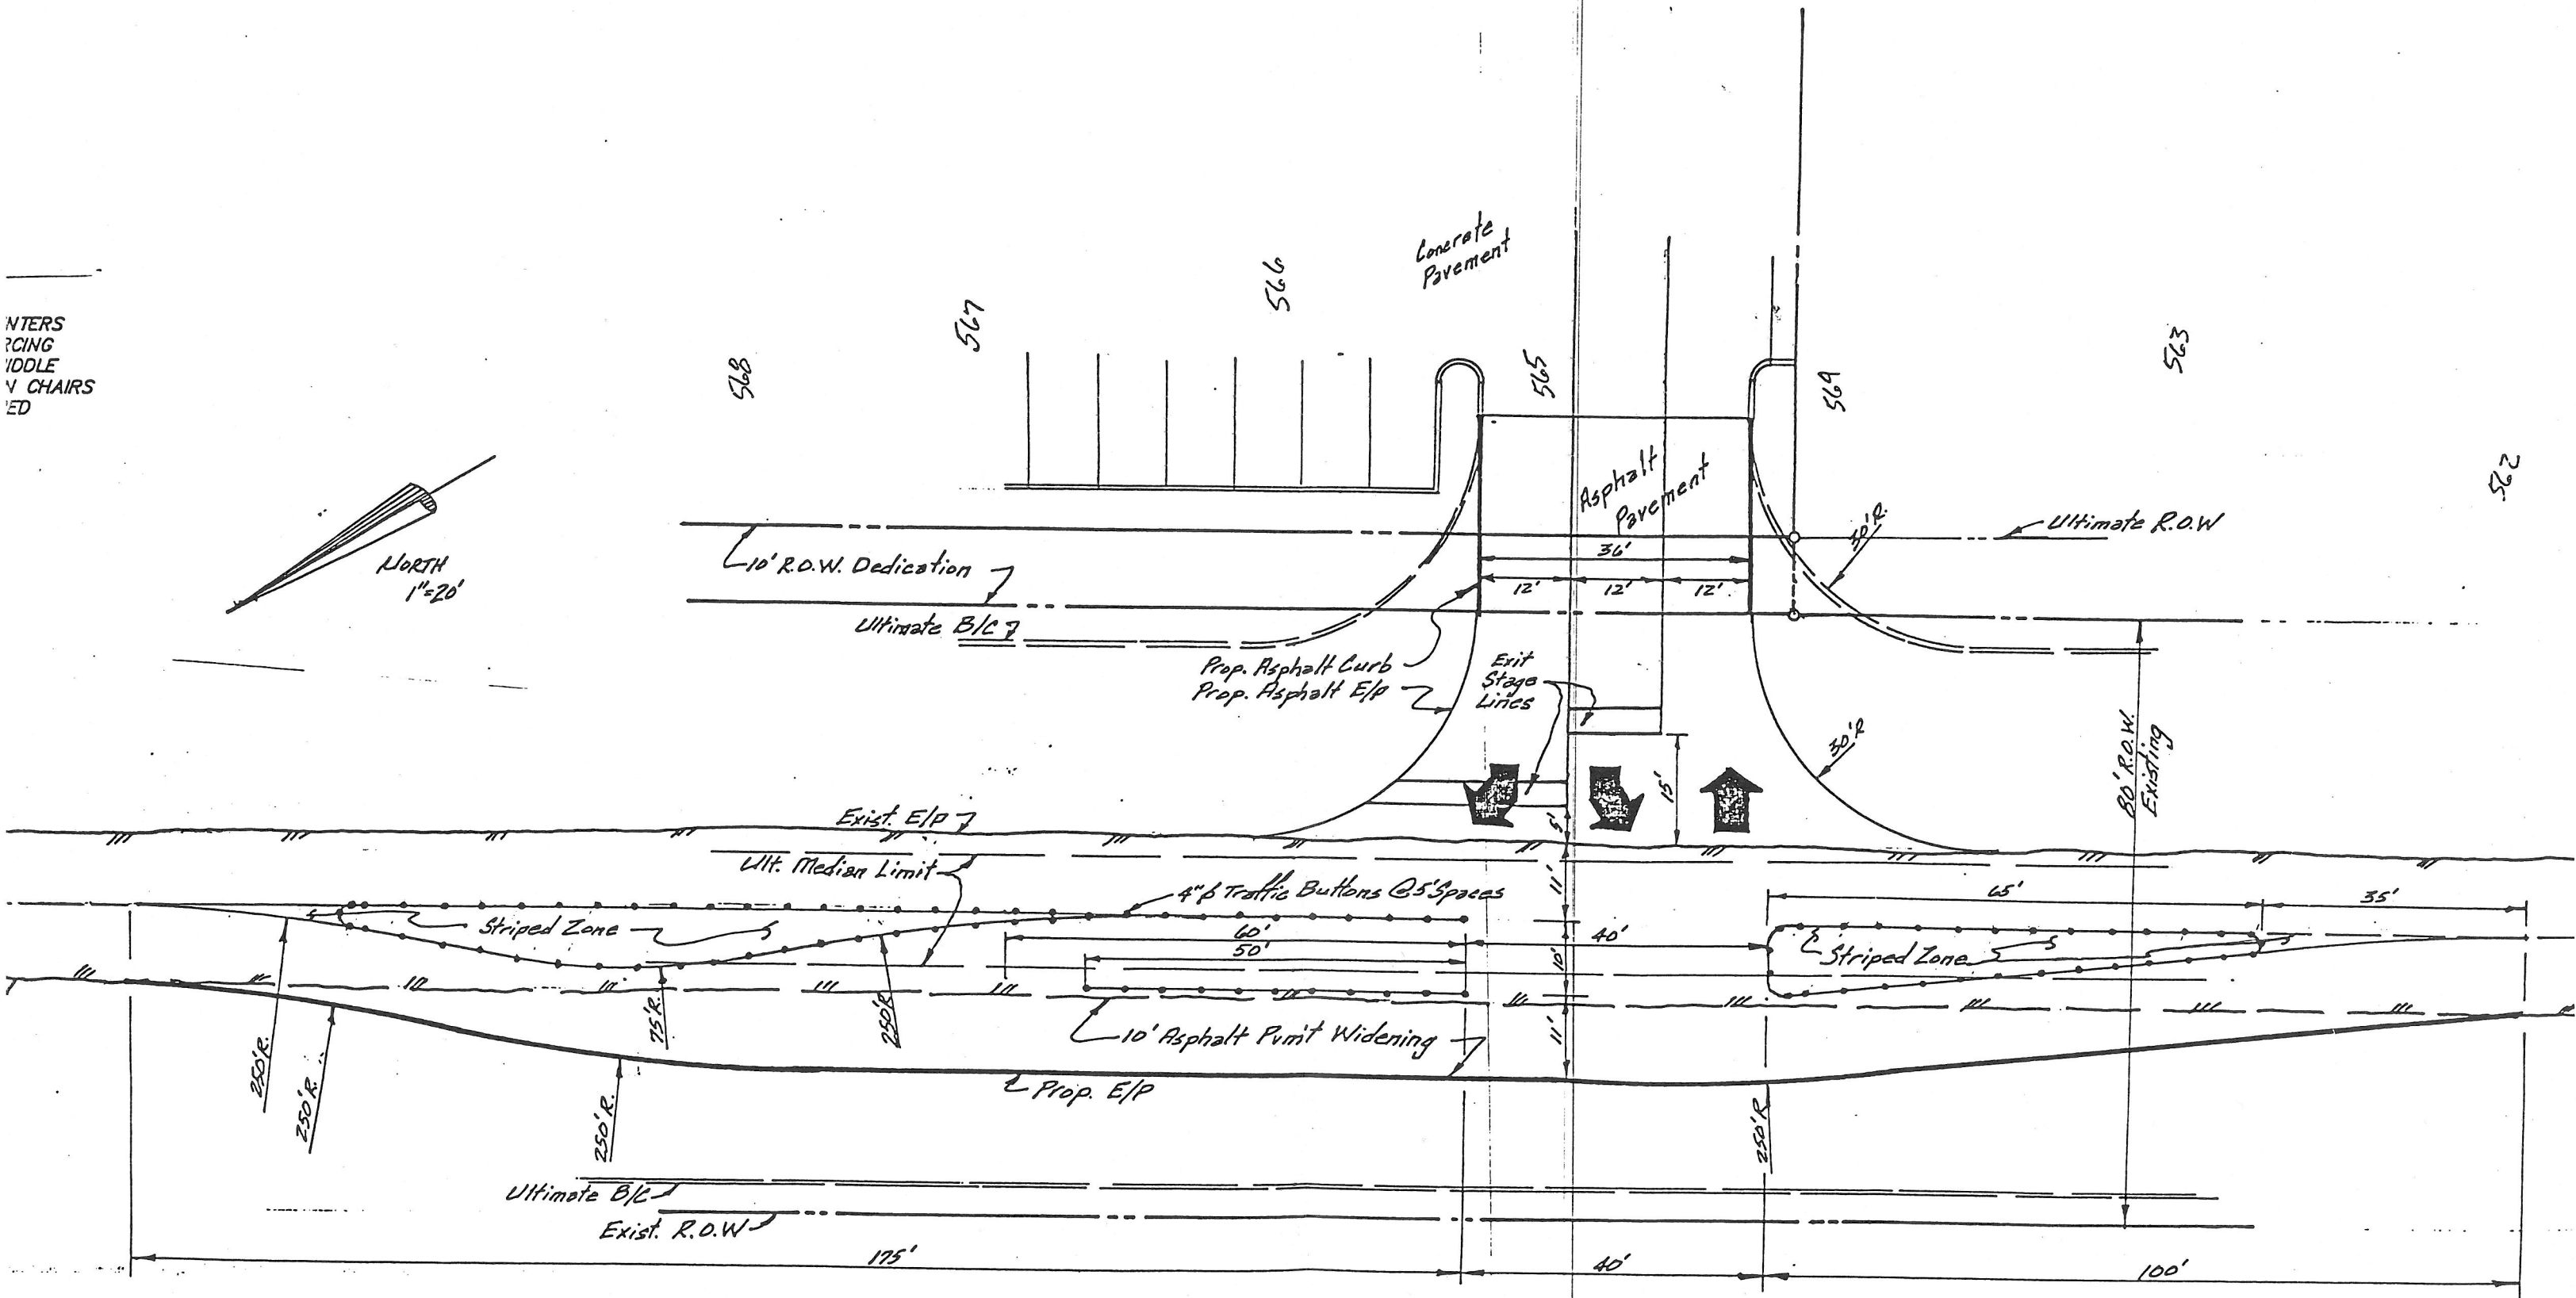 NTERS
RCING
IDDLE
N CHAIRS
ED
568
567
566
Concrete
Pavement
565
564
563
562
NORTH
1"=20'
10' R.O.W. Dedication
Ultimate B/C
Asphalt
Pavement
36'
12'
12'
12'
30'R.
Ultimate R.O.W
Prop. Asphalt Curb
Prop. Asphalt E/P
Exit
Stage
Lines
30'R
80' R.O.W.
Existing
15'
5'
Exist. E/P
Ult. Median Limit
4"ø Traffic Buttons @5' Spaces
11'
65'
35'
Striped Zone
60'
50'
40'
10'
Striped Zone
250'R.
250'R.
250'R.
75'R.
250'R
10' Asphalt Pvm't Widening
11'
Prop. E/P
250'R
Ultimate B/C
Exist. R.O.W
175'
40'
100'